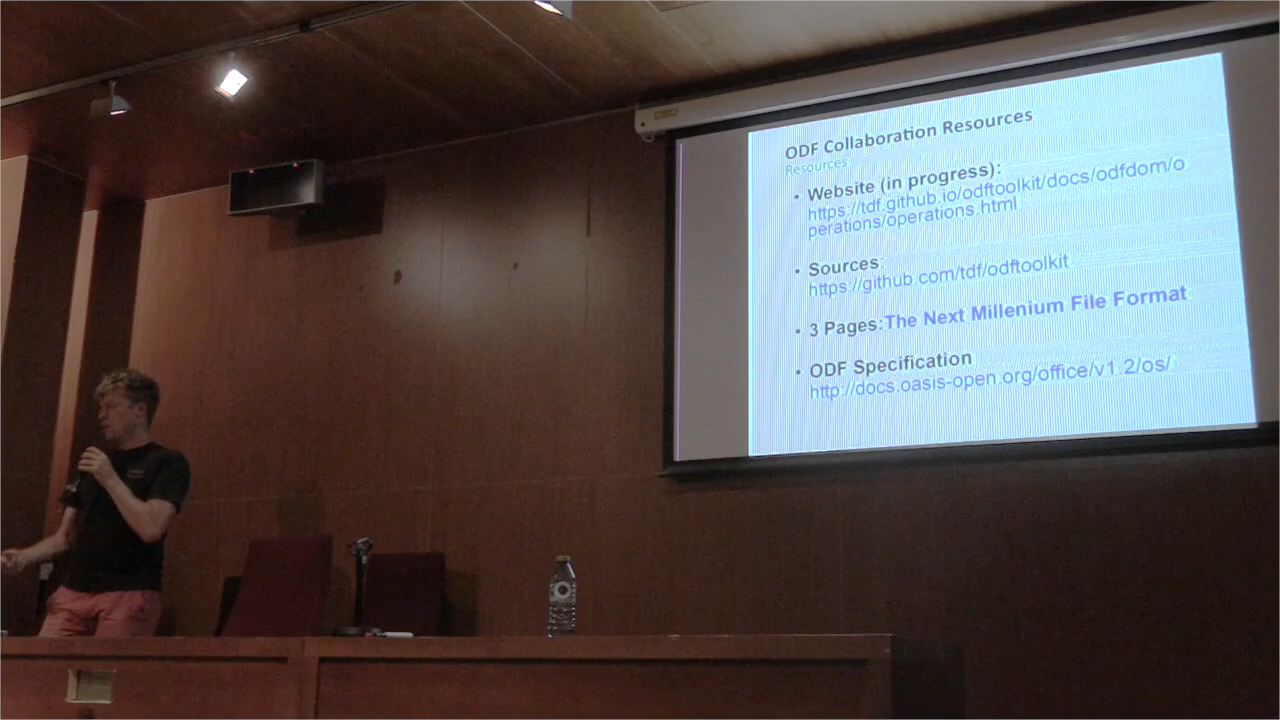 ODF Collaboration Resources
Resources
• Website (in progress):
https://tdf.github.io/odftoolkit/docs/odfdom/o
perations/operations.html
• Sources:
https://github.com/tdf/odftoolkit
• 3 Pages:The Next Millenium File Format
• ODF Specification
http://docs.oasis-open.org/office/v1.2/os/